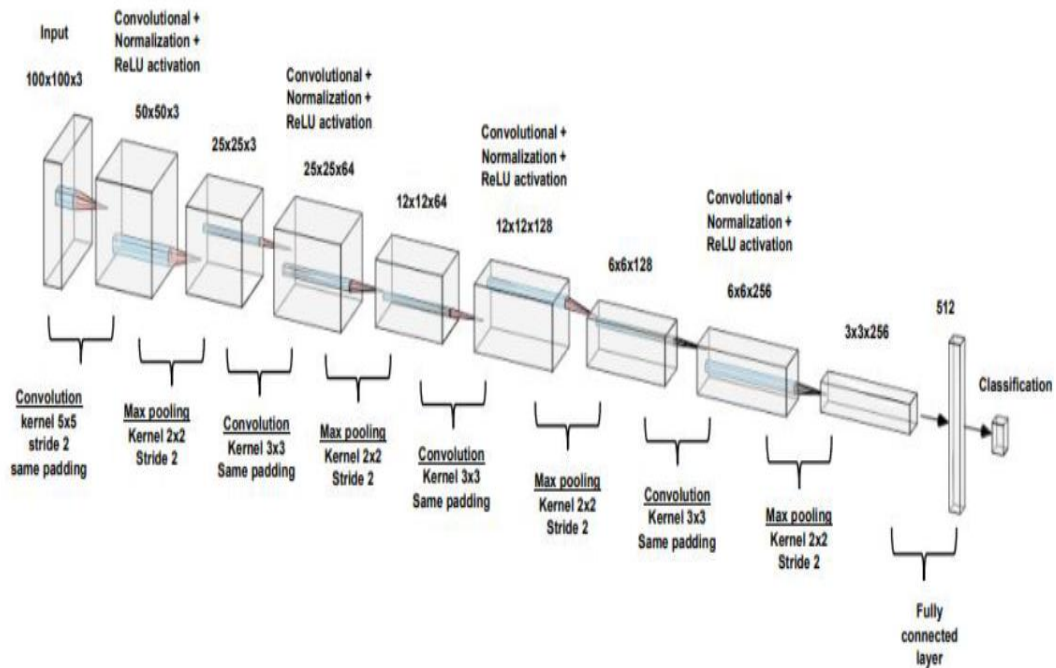 Input
100x100x3
Convolutional +
Normalization +
ReLU activation
50x50x3
25x25x3
Convolutional +
Normalization +
ReLU activation
25x25x64
12x12x64
Convolutional +
Normalization +
ReLU activation
12x12x128
6x6x128
Convolutional +
Normalization +
ReLU activation
6x6x256
3x3x256
512
Classification
Convolution
kernel 5x5
stride 2
same padding
Max pooling
Kernel 2x2
Stride 2
Convolution
Kernel 3x3
Same padding
Max pooling
Kernel 2x2
Stride 2
Convolution
Kernel 3x3
Same padding
Max pooling
Kernel 2x2
Stride 2
Convolution
Kernel 3x3
Same padding
Max pooling
Kernel 2x2
Stride 2
Fully
connected
layer